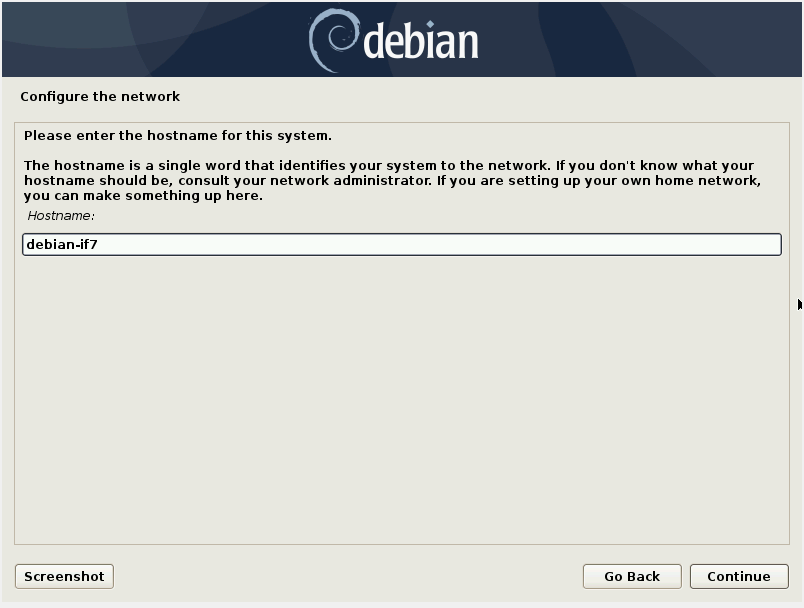 debian
Configure the network
Please enter the hostname for this system.
The hostname is a single word that identifies your system to the network. If you don't know what your
hostname should be, consult your network administrator. If you are setting up your own home network,
you can make something up here.
Hostname:
debian-if7
Screenshot
Go Back
Continue